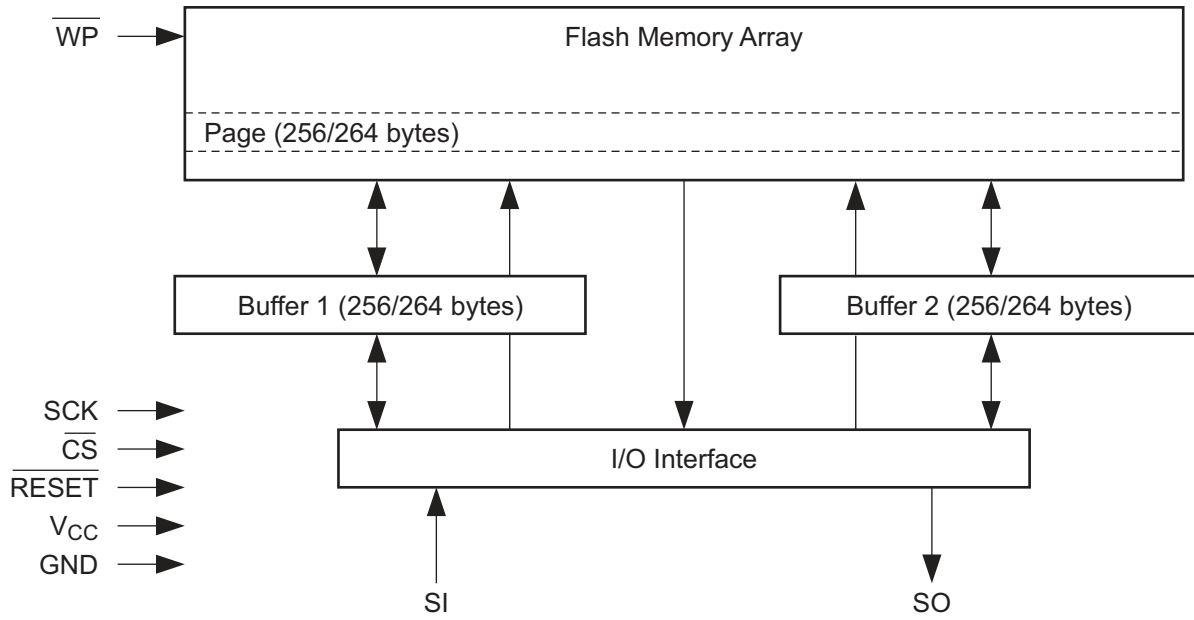 WP
Flash Memory Array
Page (256/264 bytes)
Buffer 1 (256/264 bytes)
Buffer 2 (256/264 bytes)
SCK
CS
RESET
VCC
GND
I/O Interface
SI
SO